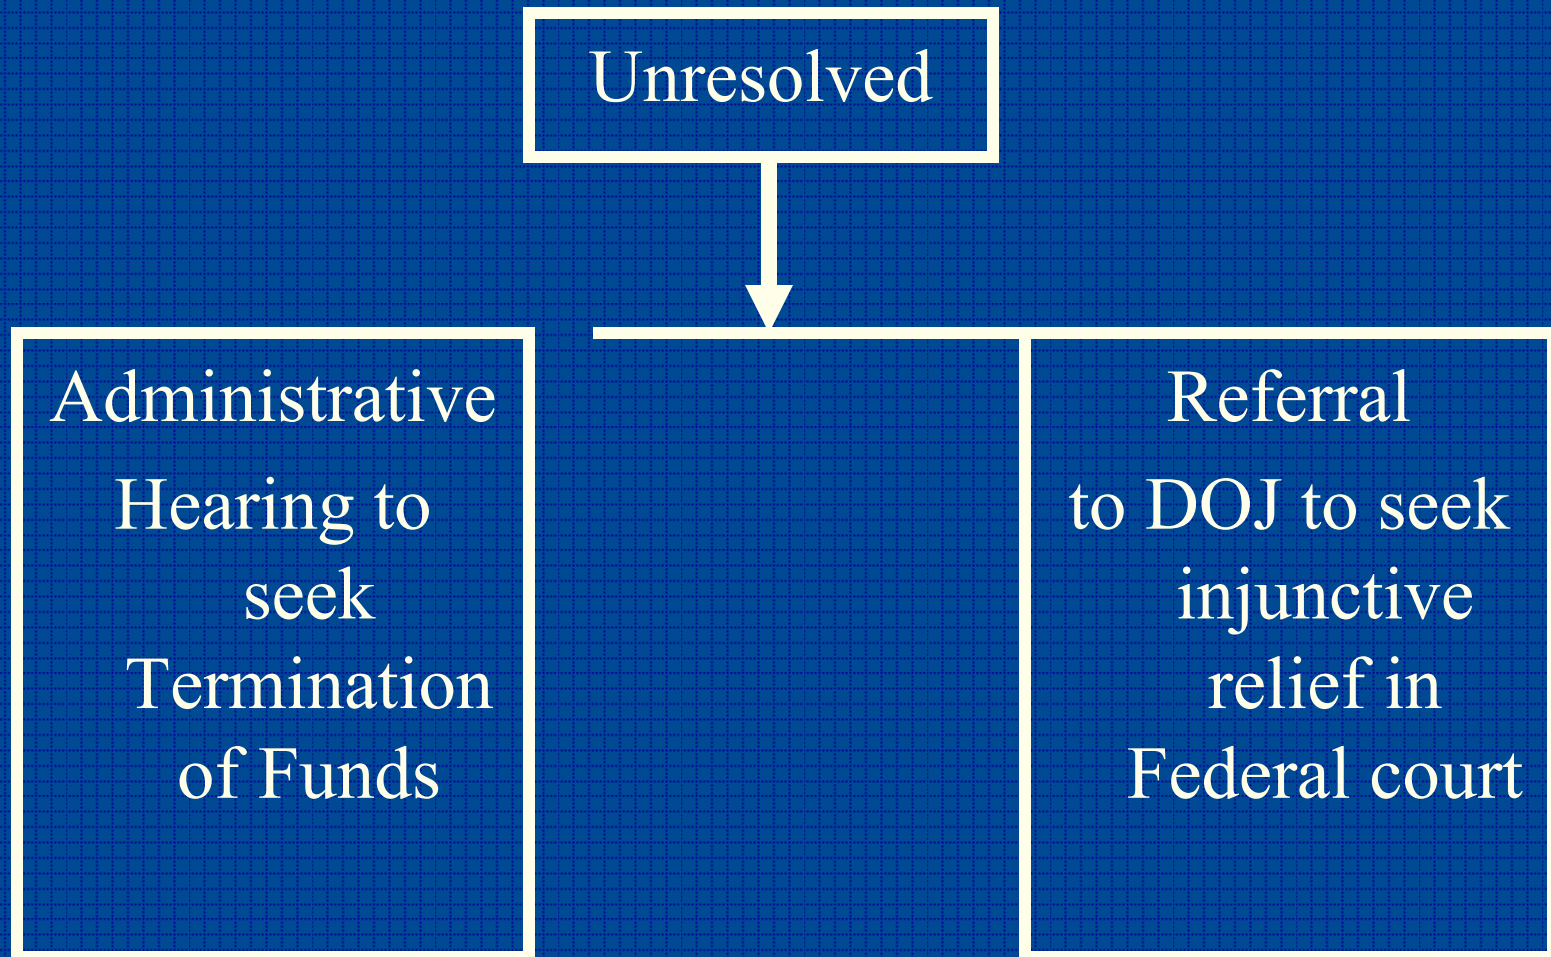 Unresolved
Administrative
Hearing to
seek
Termination
of Funds
Referral
to DOJ to seek
injunctive
relief in
Federal court